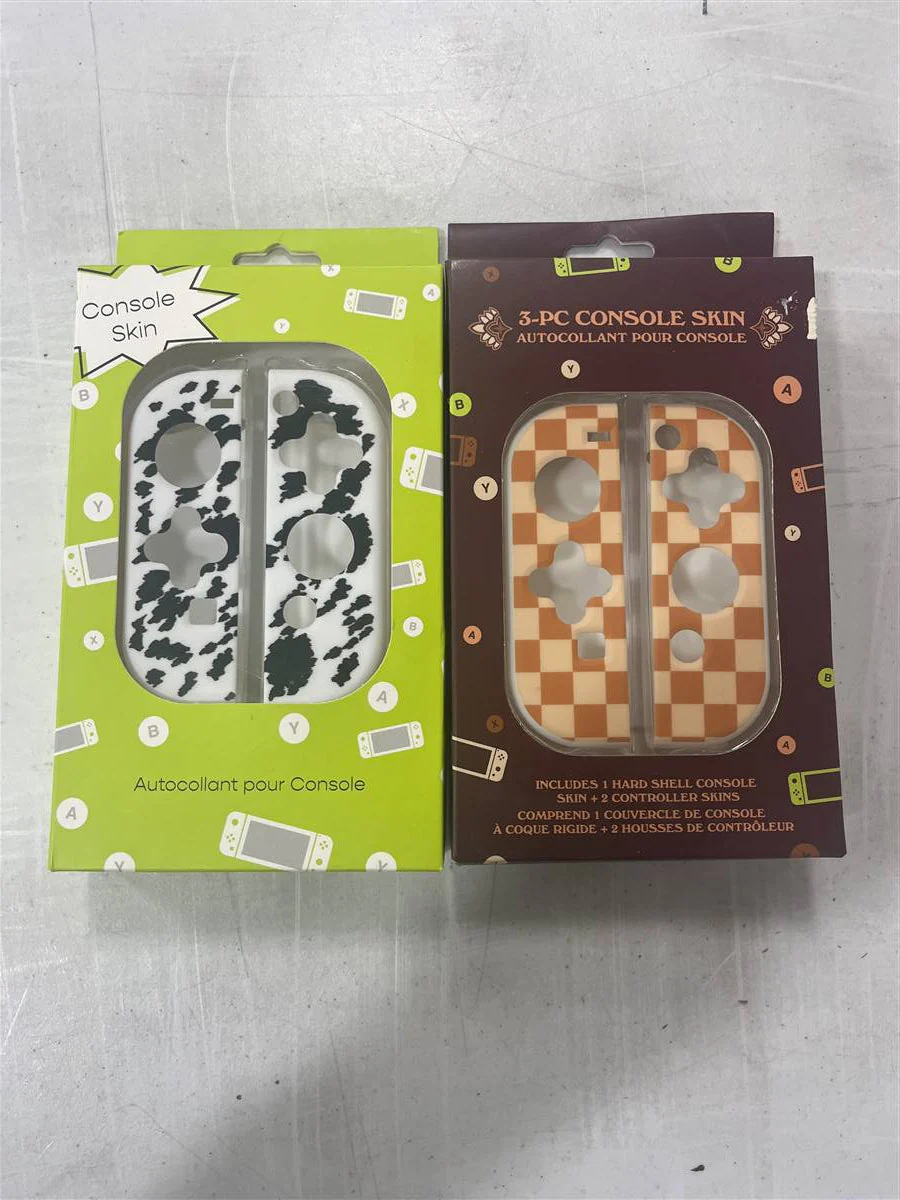 Console
Skin
Autocollant pour Console
3-PC CONSOLE SKIN
AUTOCOLLANT POUR CONSOLE
INCLUDES 1 HARD SHELL CONSOLE
SKIN + 2 CONTROLLER SKINS
COMPREND 1 COUVERCLE DE CONSOLE
À COQUE RIGIDE + 2 HOUSSES DE CONTRÔLEUR
X
A
Y
B
X
Y
X
B
A
B
Y
A
Y
Y
X
B
Y
A
B
Y
Y
A
B
X
A